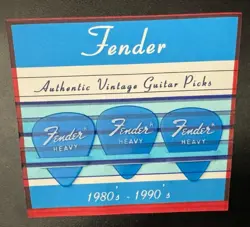 Fender
Authentic Vintage Guitar Picks
Fender
HEAVY
Fender
HEAVY
Fender
HEAVY
1980's - 1990's